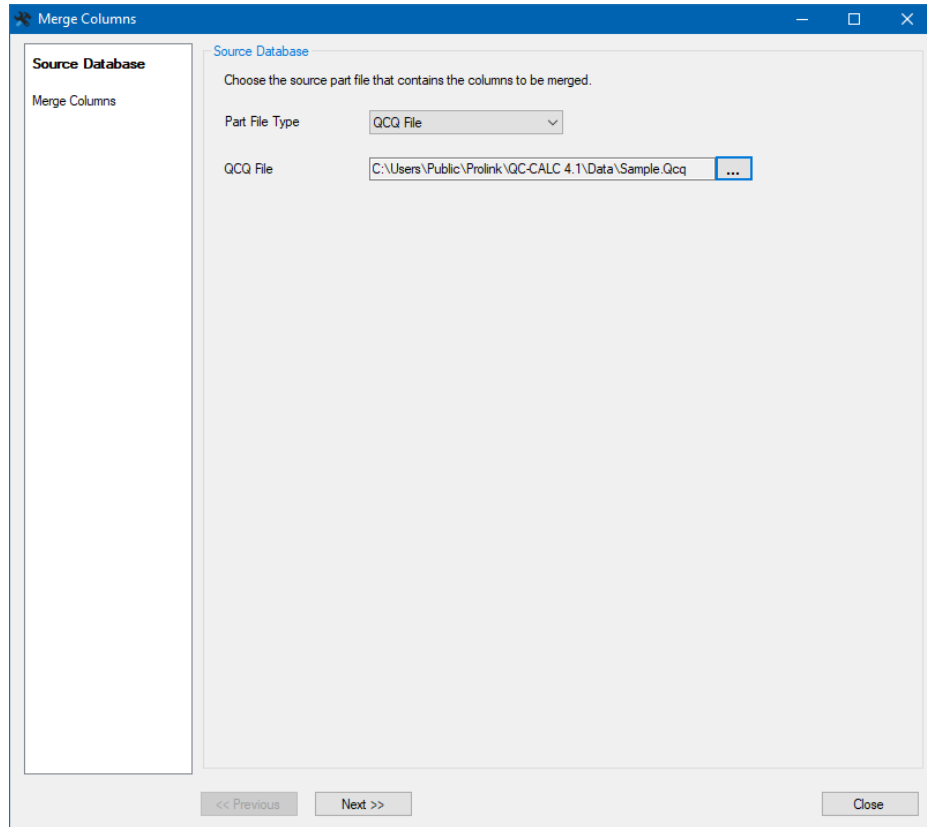 Merge Columns
Source Database
Merge Columns
Source Database
Choose the source part file that contains the columns to be merged.
Part File Type QCQ File
QCQ File C:\Users\Public\Prolink\QC-CALC 4.1\Data\Sample.Qcq ...
<< Previous Next >> Close